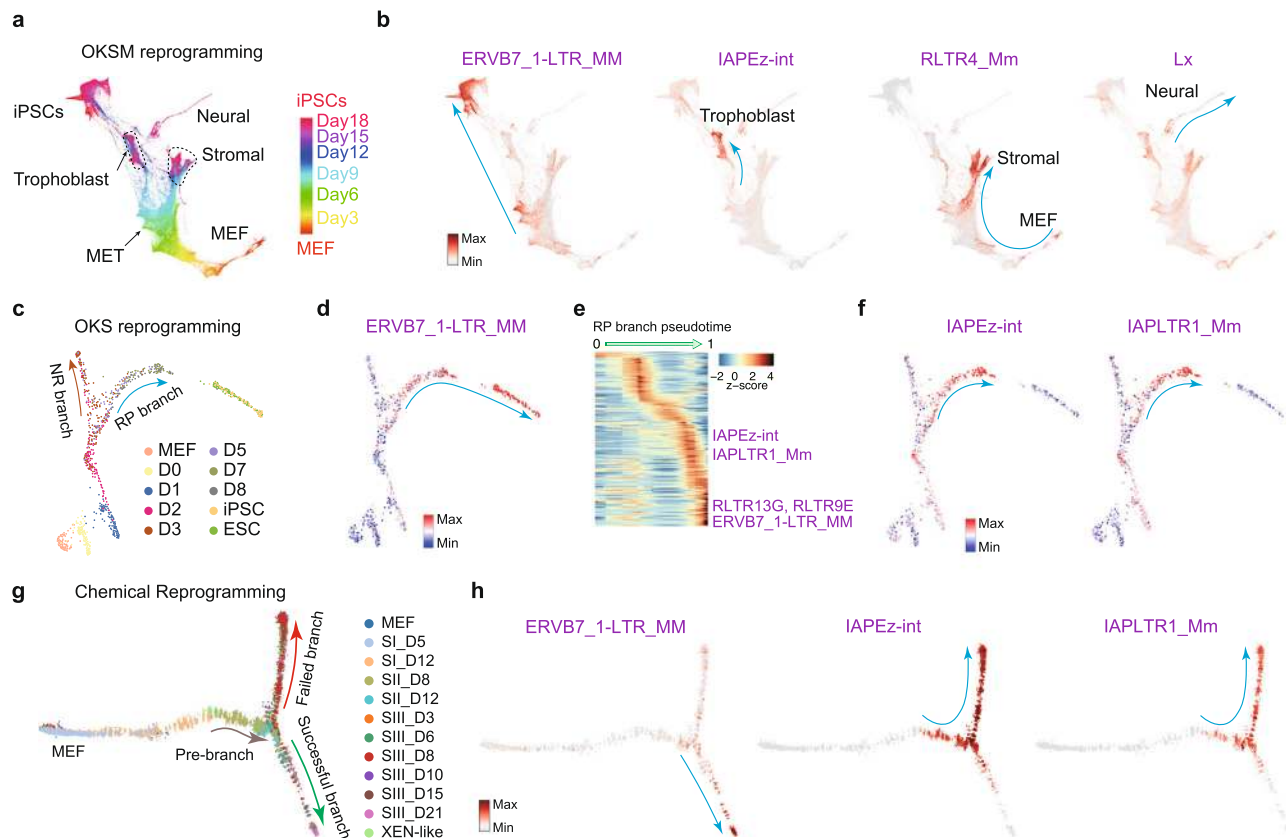 a
OKSM reprogramming
iPSCs
Neural
Stromal
Trophoblast
MET
MEF
iPSCs
Day18
Day15
Day12
Day9
Day6
Day3
MEF
b
ERVB7_1-LTR_MM
IAPEz-int
RLTR4_Mm
Lx
Trophoblast
Neural
Stromal
MEF
Max
Min
c
OKS reprogramming
NR branch
RP branch
MEF
D0
D1
D2
D3
D5
D7
D8
iPSC
ESC
d
ERVB7_1-LTR_MM
Max
Min
e
RP branch pseudotime
0 1
−2 0 2 4
z-score
IAPEz-int
IAPLTR1_Mm
RLTR13G, RLTR9E
ERVB7_1-LTR_MM
f
IAPEz-int
IAPLTR1_Mm
Max
Min
g
Chemical Reprogramming
MEF
Pre-branch
Failed branch
Successful branch
MEF
SI_D5
SI_D12
SII_D8
SII_D12
SIII_D3
SIII_D6
SIII_D8
SIII_D10
SIII_D15
SIII_D21
XEN-like
h
ERVB7_1-LTR_MM
IAPEz-int
IAPLTR1_Mm
Max
Min